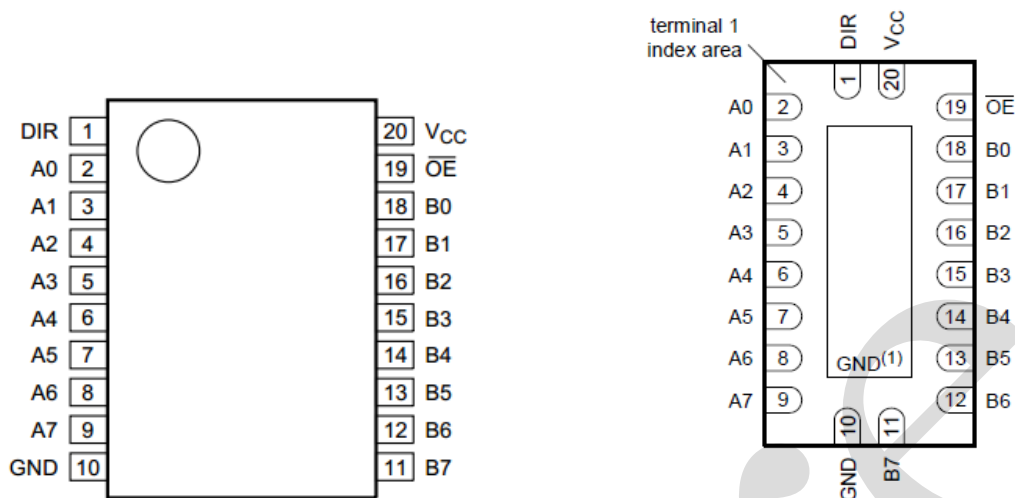 DIR 1 20 VCC
A0 2 19 OE
A1 3 18 B0
A2 4 17 B1
A3 5 16 B2
A4 6 15 B3
A5 7 14 B4
A6 8 13 B5
A7 9 12 B6
GND 10 11 B7
terminal 1
index area
DIR VCC
1 20
A0 2 19 OE
A1 3 18 B0
A2 4 17 B1
A3 5 16 B2
A4 6 15 B3
A5 7 14 B4
A6 8 GND(1) 13 B5
A7 9 12 B6
10 11
GND B7